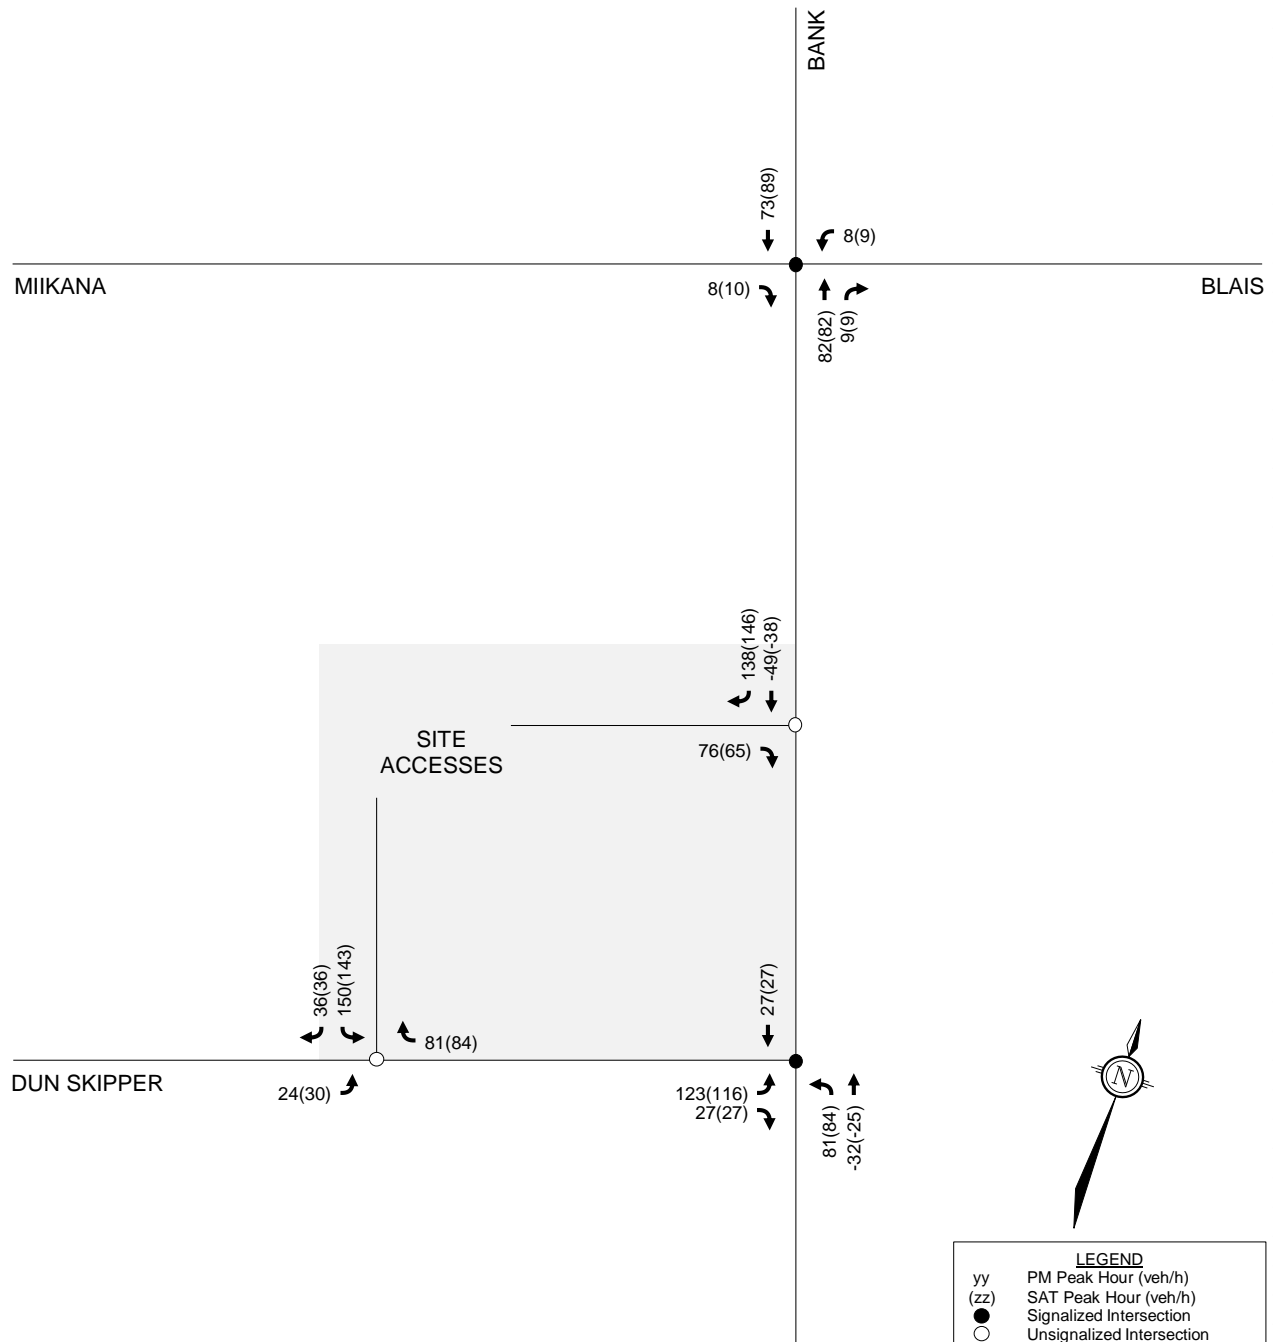 BANK
73(89)
8(9)
MIIKANA
BLAIS
8(10)
82(82)
9(9)
138(146)
-49(-38)
SITE
ACCESSES
76(65)
36(36)
150(143)
27(27)
81(84)
DUN SKIPPER
24(30)
123(116)
27(27)
81(84)
-32(-25)
N
LEGEND
yy PM Peak Hour (veh/h)
(zz) SAT Peak Hour (veh/h)
Signalized Intersection
Unsignalized Intersection